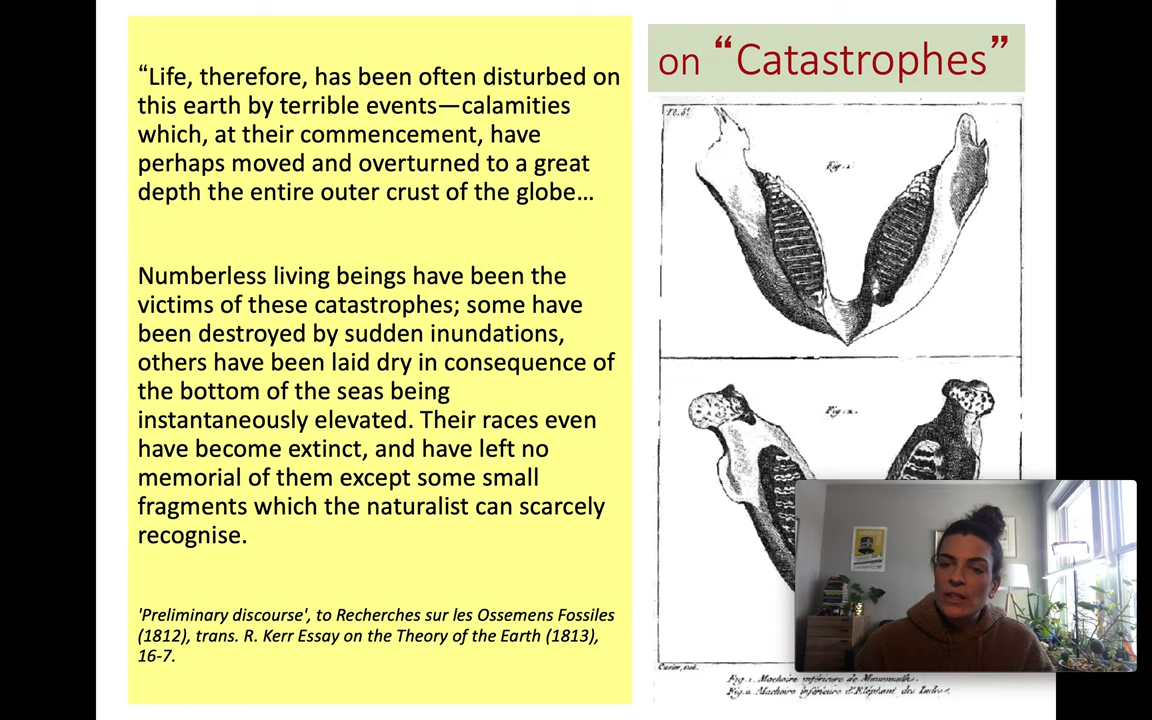 “Life, therefore, has been often disturbed on
this earth by terrible events—calamities
which, at their commencement, have
perhaps moved and overturned to a great
depth the entire outer crust of the globe…
Numberless living beings have been the
victims of these catastrophes; some have
been destroyed by sudden inundations,
others have been laid dry in consequence of
the bottom of the seas being
instantaneously elevated. Their races even
have become extinct, and have left no
memorial of them except some small
fragments which the naturalist can scarcely
recognise.
'Preliminary discourse', to Recherches sur les Ossemens Fossiles
(1812), trans. R. Kerr Essay on the Theory of the Earth (1813),
16-7.
on “Catastrophes”
Fig. 1.
Fig. 2.
Fig. 1. Machoire inférieure de Mammouth.
Fig. 2. Machoire inférieure d'Eléphant des Indes.